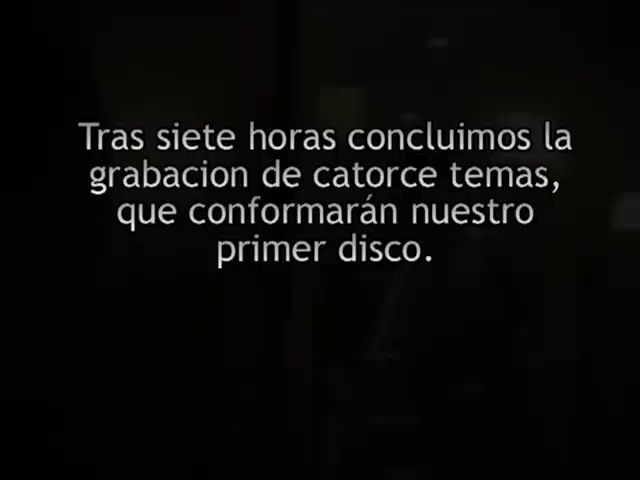 Tras siete horas concluimos la
grabacion de catorce temas,
que conformarán nuestro
primer disco.